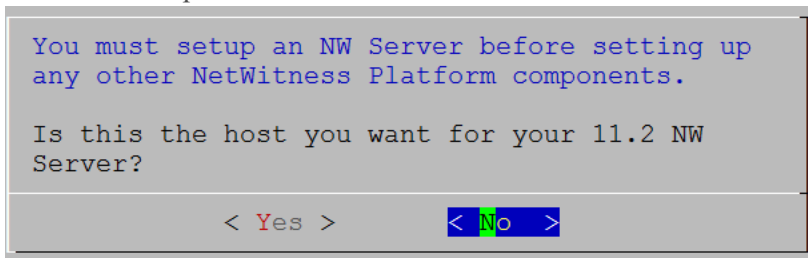 You must setup an NW Server before setting up
any other NetWitness Platform components.
Is this the host you want for your 11.2 NW
Server?
< Yes > < No >